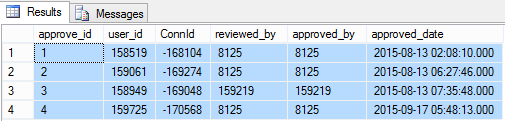 Results Messages
approve_id user_id ConnId reviewed_by approved_by approved_date
1 1 158519 -168104 8125 8125 2015-08-13 02:08:10.000
2 2 159061 -169274 8125 8125 2015-08-13 06:27:46.000
3 3 158949 -169048 159219 159219 2015-08-13 07:35:48.000
4 4 159725 -170568 8125 8125 2015-09-17 05:48:13.000